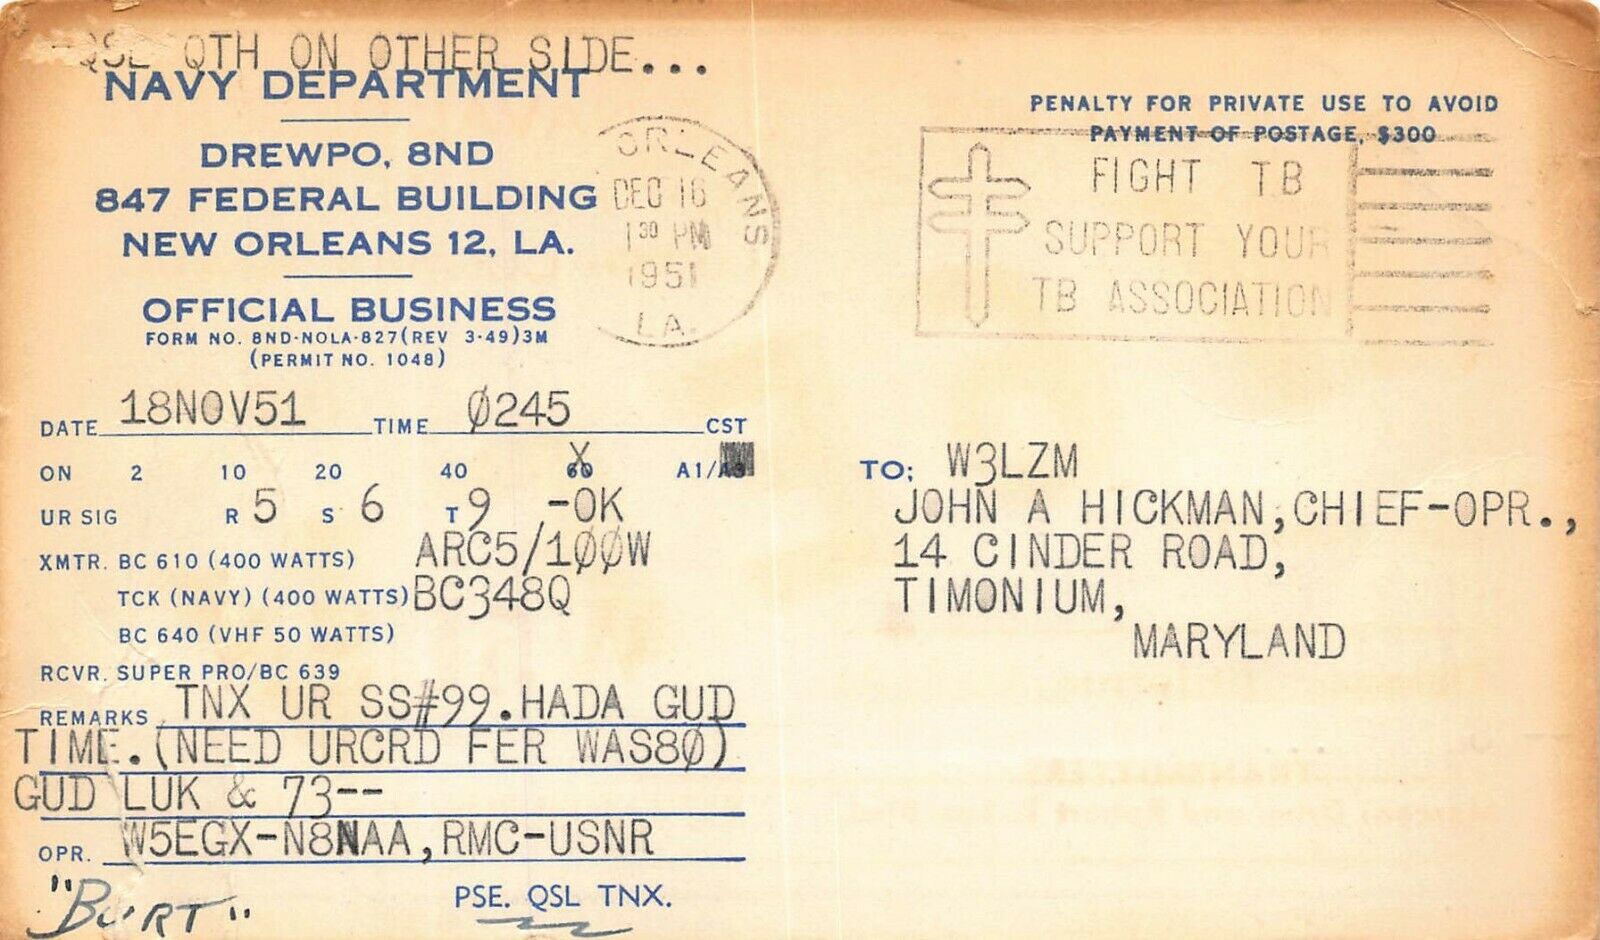 QSL QTH ON OTHER SIDE...
NAVY DEPARTMENT
DREWPO, 8ND
847 FEDERAL BUILDING
NEW ORLEANS 12, LA.
OFFICIAL BUSINESS
FORM NO. 8ND-NOLA-827(REV 3-49)3M
(PERMIT NO. 1048)
ORLEANS
DEC 16
1 30 PM
1951
LA.
PENALTY FOR PRIVATE USE TO AVOID
PAYMENT OF POSTAGE, $300
FIGHT TB
SUPPORT YOUR
TB ASSOCIATION
DATE 18NOV51 TIME Ø245 CST
ON 2 10 20 40 X A1/
UR SIG R 5 S 6 T 9 -OK
XMTR. BC 610 (400 WATTS) ARC5/1ØØW
TCK (NAVY) (400 WATTS) BC348Q
BC 640 (VHF 50 WATTS)
RCVR. SUPER PRO/BC 639
REMARKS TNX UR SS#99.HADA GUD
TIME.(NEED URCRD FER WAS8Ø)
GUD LUK & 73--
OPR. W5EGX-N8NAA,RMC-USNR
"BURT"
PSE. QSL TNX.
TO; W3LZM
JOHN A HICKMAN,CHIEF-OPR.,
14 CINDER ROAD,
TIMONIUM,
MARYLAND